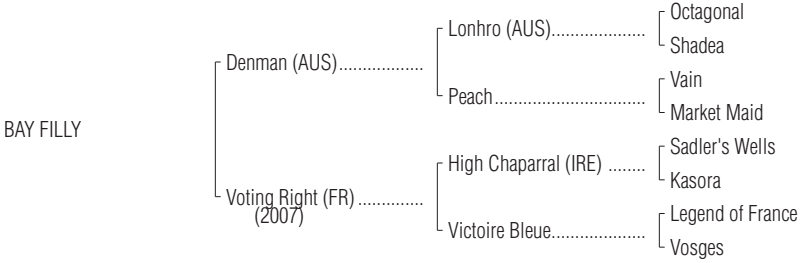 Octagonal
Lonhro (AUS)....................
Shadea
Denman (AUS)..................
Vain
Peach................................
Market Maid
BAY FILLY
Sadler's Wells
High Chaparral (IRE) ........
Kasora
Voting Right (FR) ..............
(2007)
Legend of France
Victoire Bleue....................
Vosges